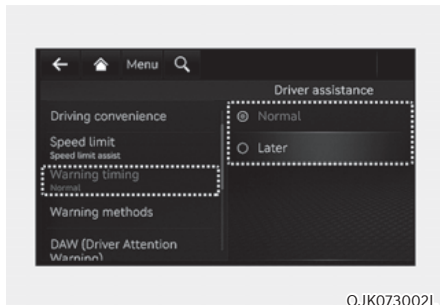 Menu
Driver assistance
Driving convenience
Speed limit
Speed limit assist
Warning timing
Normal
Warning methods
DAW (Driver Attention
Warning)
Normal
Later
OJK073002L